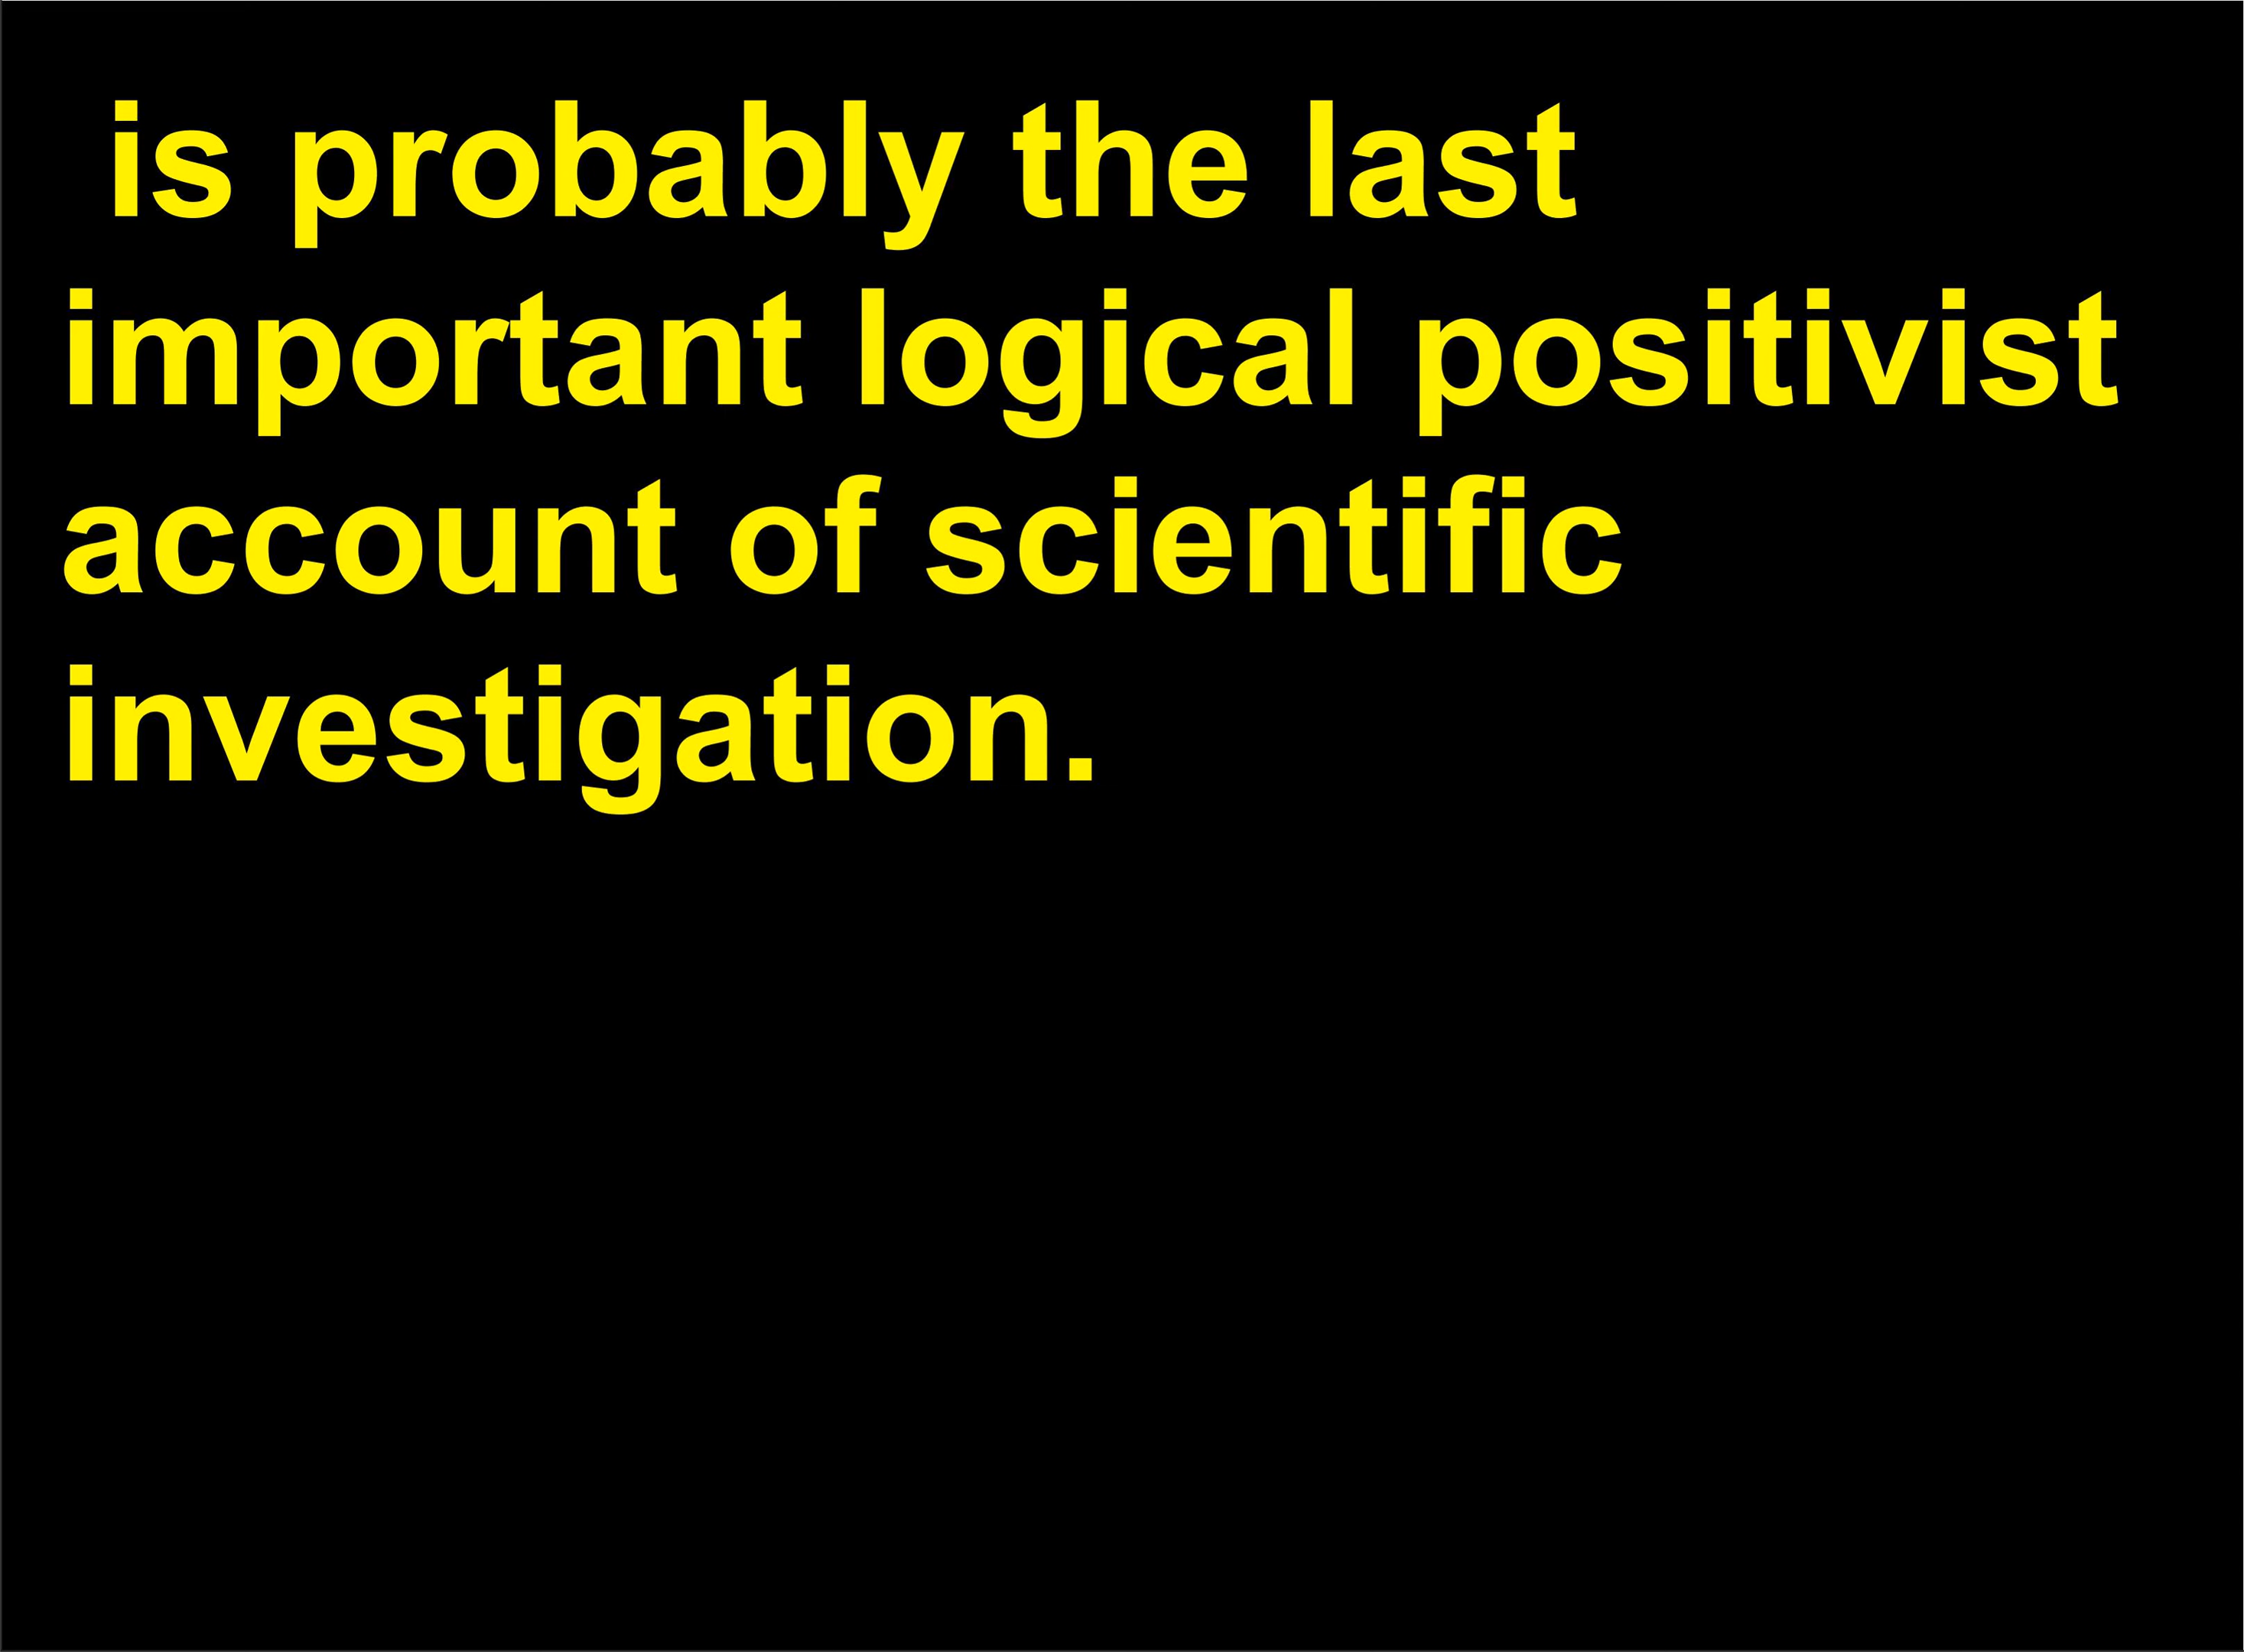 is probably the last
important logical positivist
account of scientific
investigation.